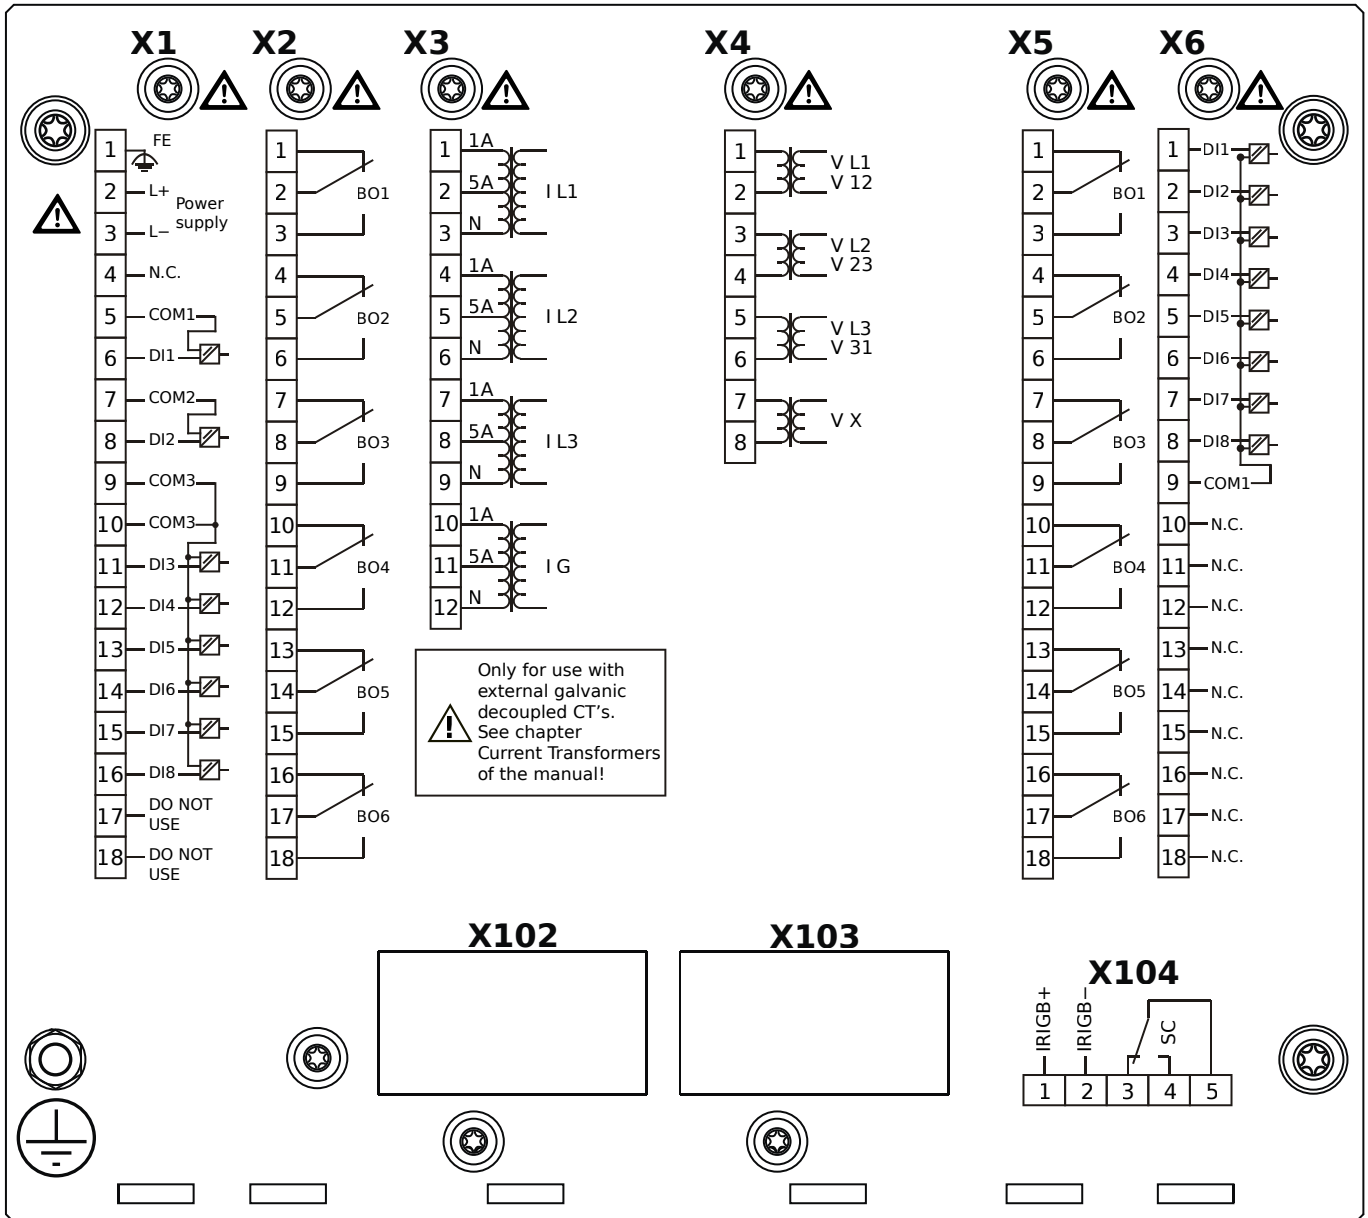 X1
X2
X3
X4
X5
X6
1 FE
2 L+
Power
supply
3 L−
4 N.C.
5 COM1
6 DI1
7 COM2
8 DI2
9 COM3
10 COM3
11 DI3
12 DI4
13 DI5
14 DI6
15 DI7
16 DI8
17 DO NOT
USE
18 DO NOT
USE
1
2 BO1
3
4
5 BO2
6
7
8 BO3
9
10
11 BO4
12
13
14 BO5
15
16
17 BO6
18
1 1A
2 5A I L1
3 N
4 1A
5 5A I L2
6 N
7 1A
8 5A I L3
9 N
10 1A
11 5A I G
12 N
Only for use with
external galvanic
decoupled CT's.
See chapter
Current Transformers
of the manual!
1 V L1
2 V 12
3 V L2
4 V 23
5 V L3
6 V 31
7 V X
8
1
2 BO1
3
4
5 BO2
6
7
8 BO3
9
10
11 BO4
12
13
14 BO5
15
16
17 BO6
18
1 DI1
2 DI2
3 DI3
4 DI4
5 DI5
6 DI6
7 DI7
8 DI8
9 COM1
10 N.C.
11 N.C.
12 N.C.
13 N.C.
14 N.C.
15 N.C.
16 N.C.
17 N.C.
18 N.C.
X102
X103
X104
IRIGB+
IRIGB−
SC
1 2 3 4 5